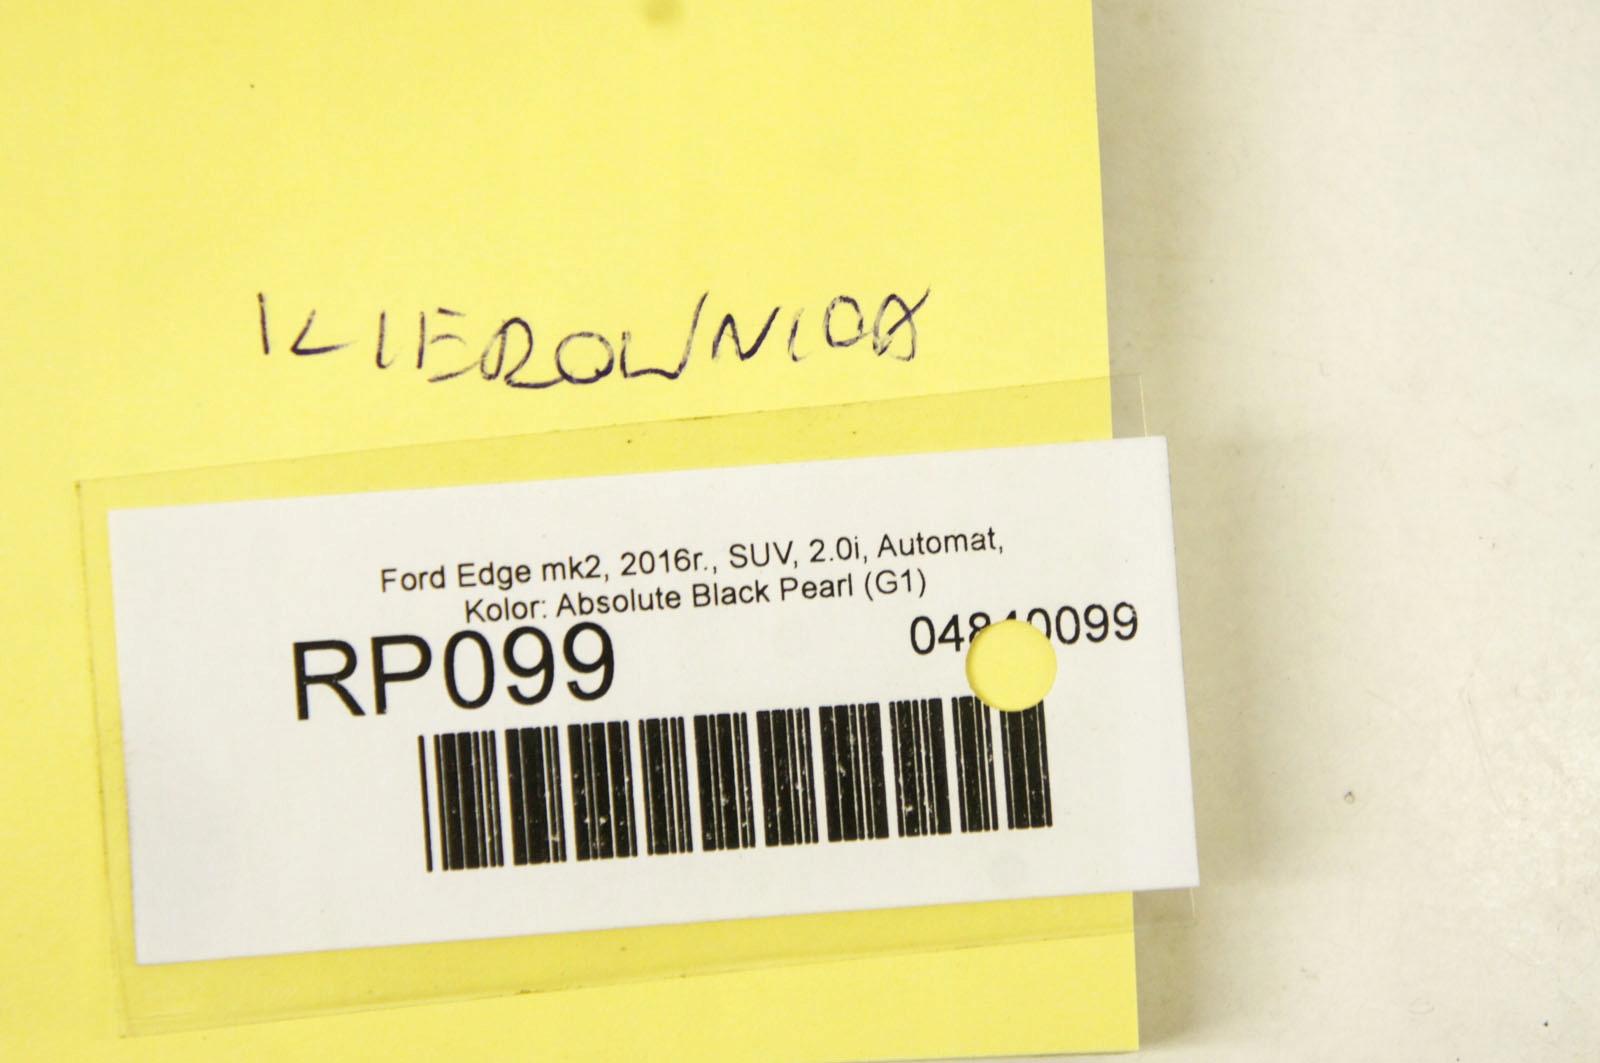 KIEROWNICA
Ford Edge mk2, 2016r., SUV, 2.0i, Automat,
Kolor: Absolute Black Pearl (G1)
RP099
04840099